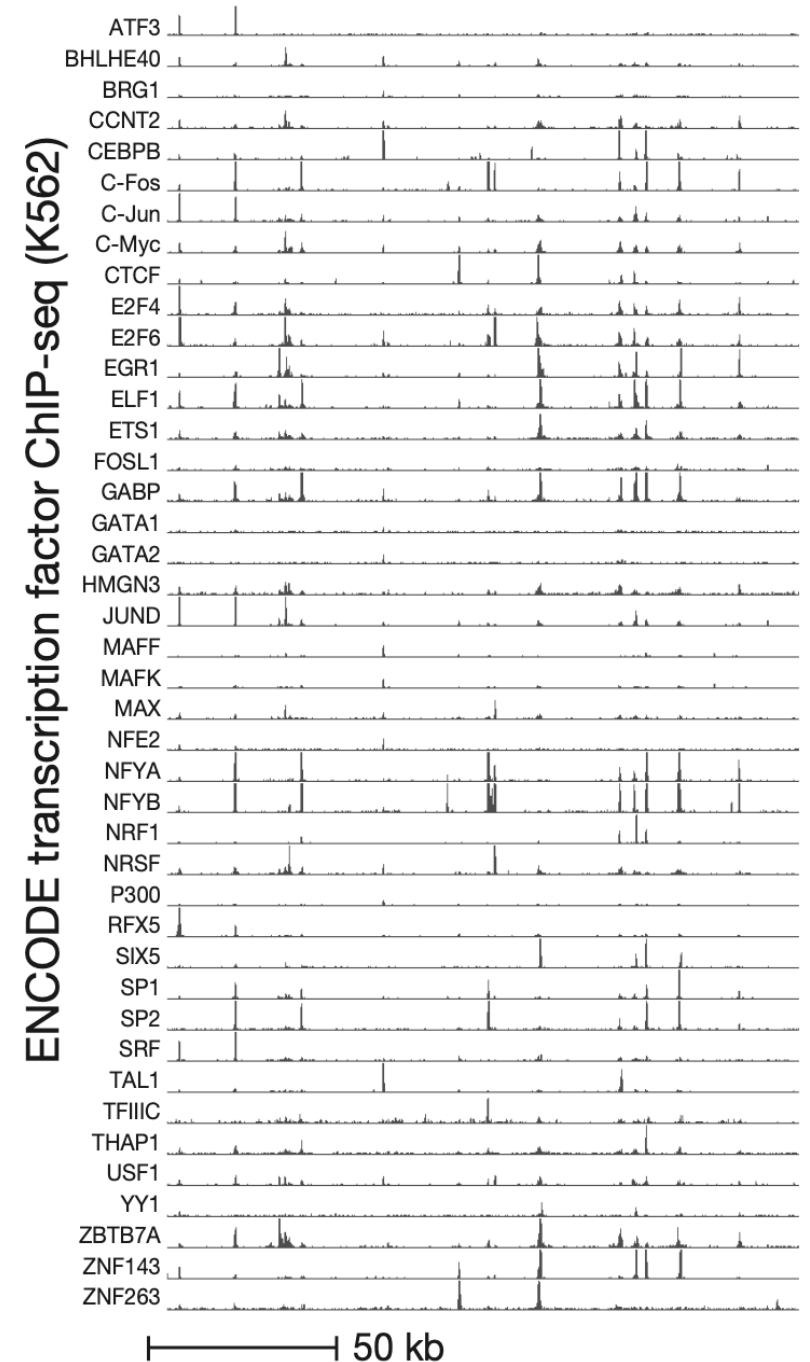 ENCODE transcription factor ChIP-seq (K562)
ATF3
BHLHE40
BRG1
CCNT2
CEBPB
C-Fos
C-Jun
C-Myc
CTCF
E2F4
E2F6
EGR1
ELF1
ETS1
FOSL1
GABP
GATA1
GATA2
HMGN3
JUND
MAFF
MAFK
MAX
NFE2
NFYA
NFYB
NRF1
NRSF
P300
RFX5
SIX5
SP1
SP2
SRF
TAL1
TFIIIC
THAP1
USF1
YY1
ZBTB7A
ZNF143
ZNF263
50 kb